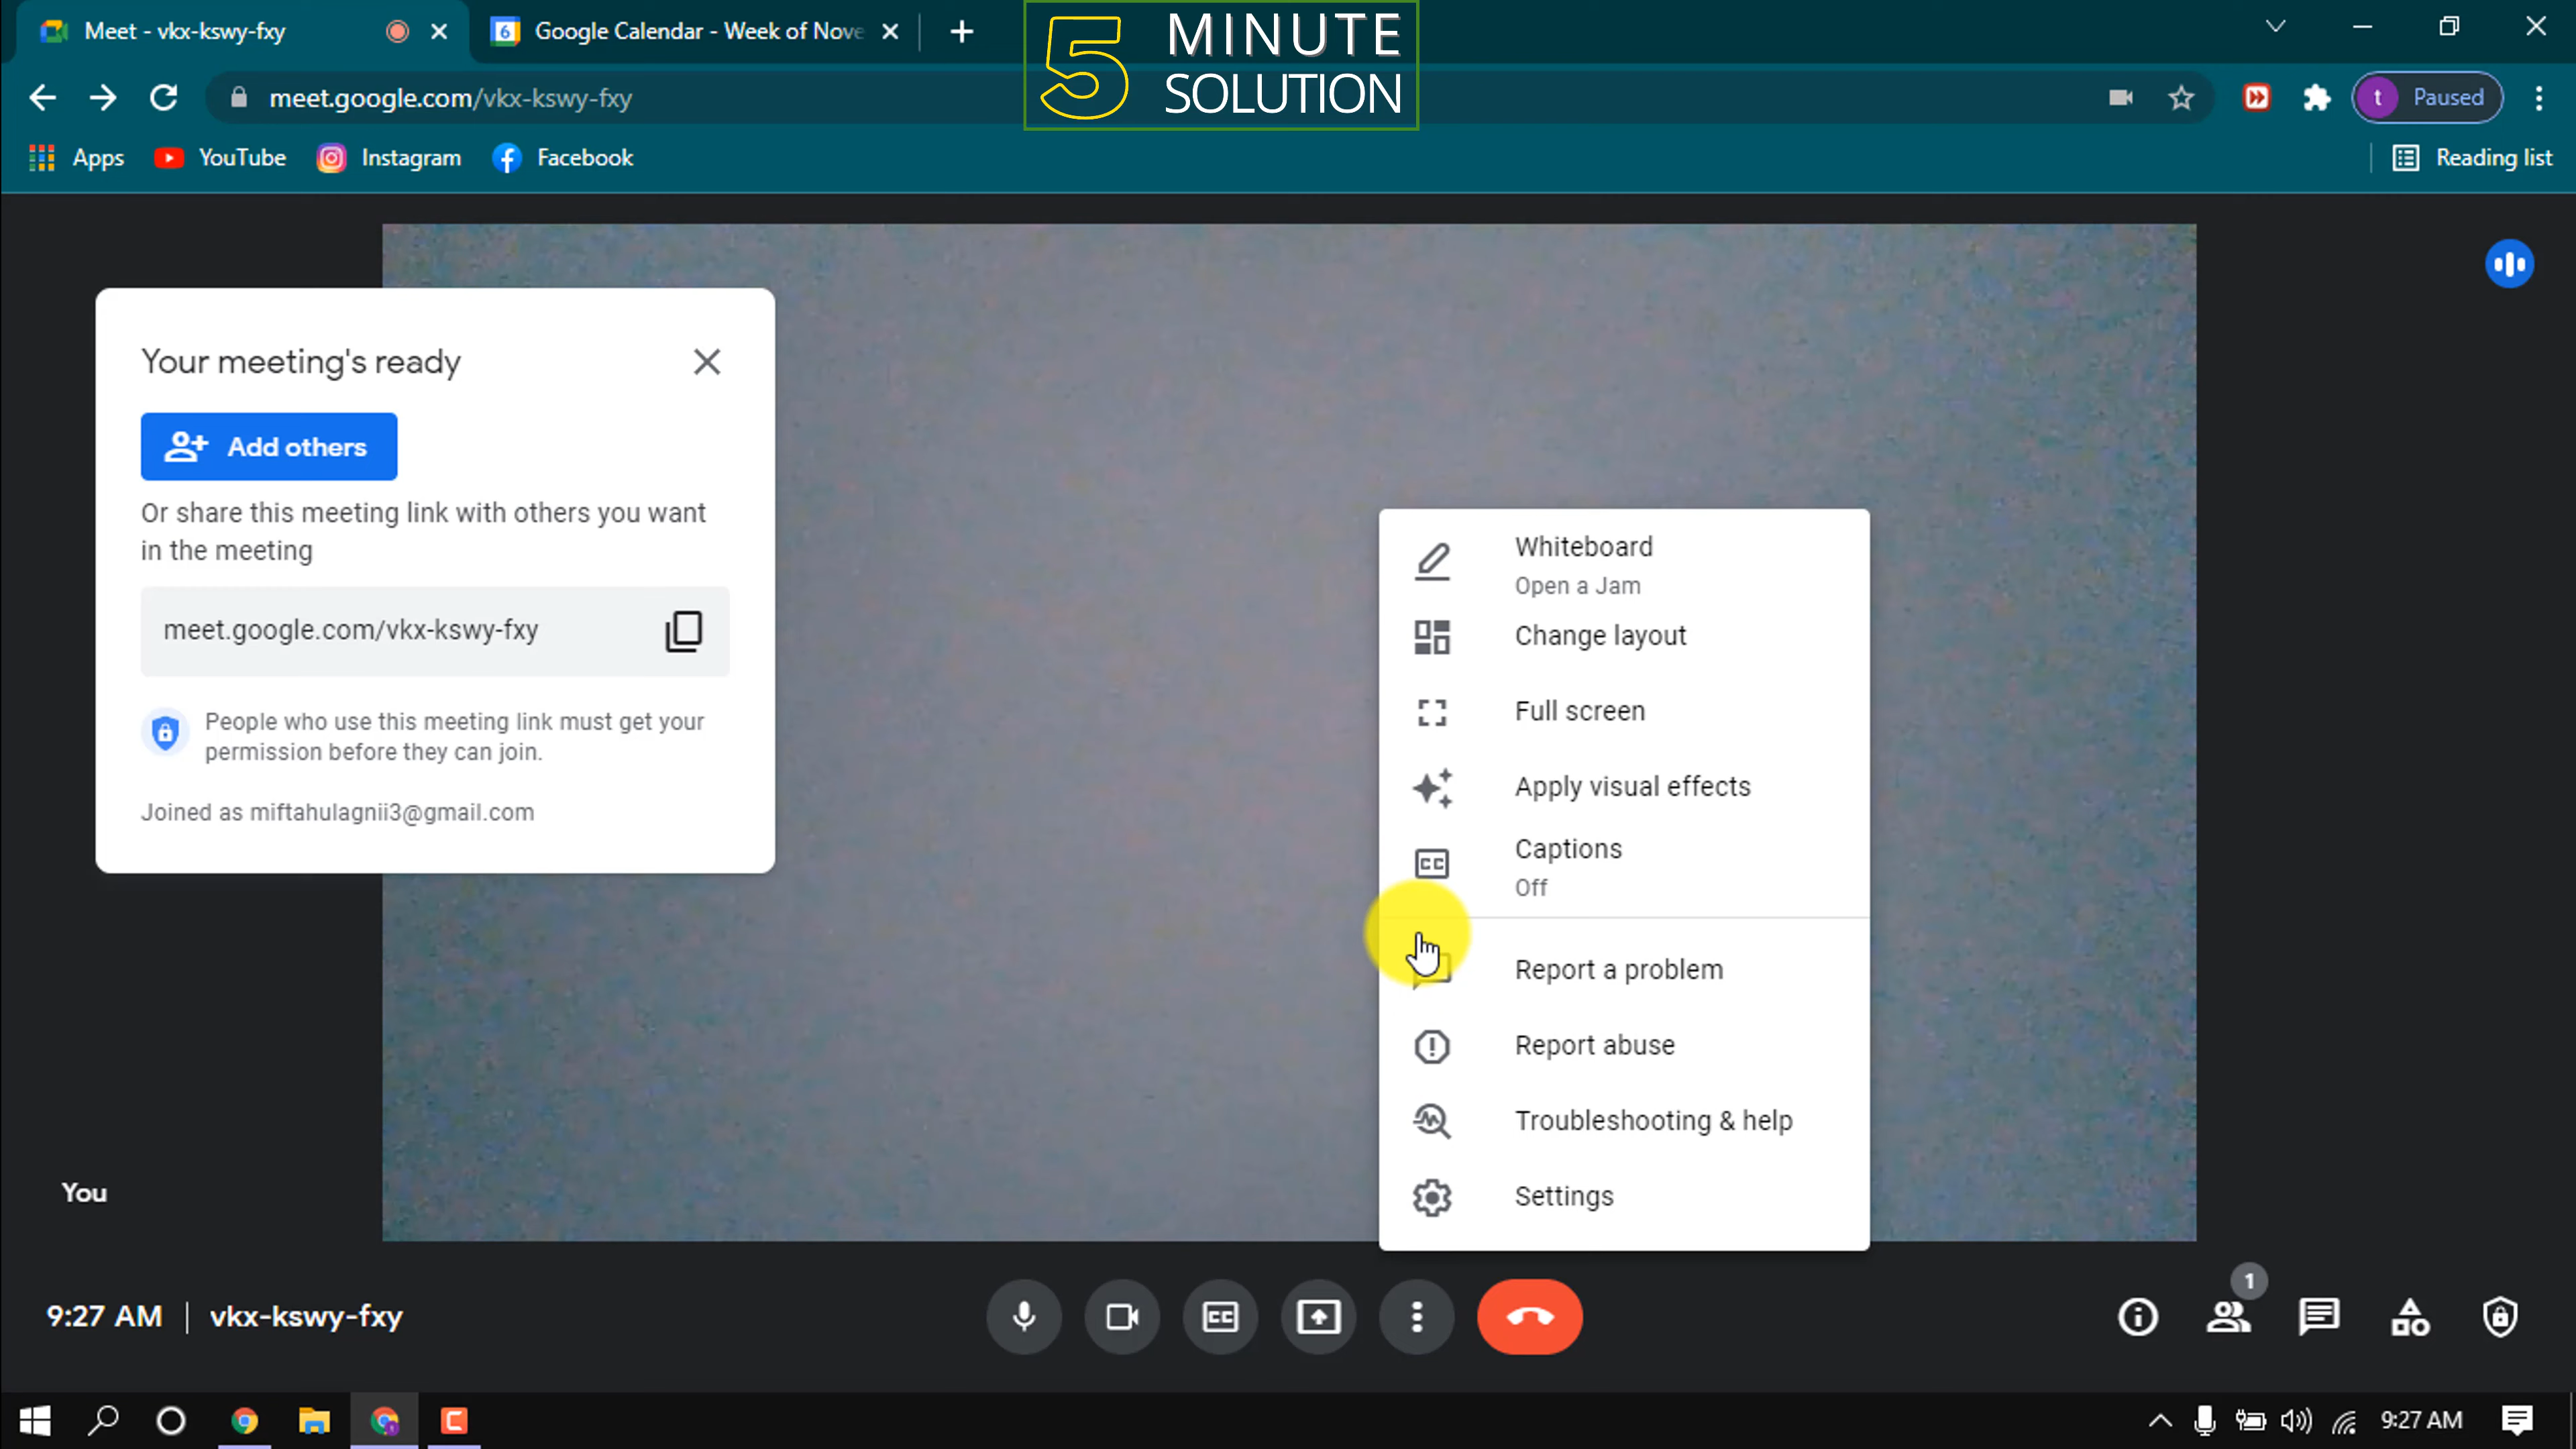 Meet - vkx-kswy-fxy
Google Calendar - Week of Nove
5 MINUTE
SOLUTION
meet.google.com/vkx-kswy-fxy
t Paused
Apps
YouTube
Instagram
Facebook
Reading list
Your meeting's ready
Add others
Or share this meeting link with others you want
in the meeting
meet.google.com/vkx-kswy-fxy
People who use this meeting link must get your
permission before they can join.
Joined as miftahulagnii3@gmail.com
Whiteboard
Open a Jam
Change layout
Full screen
Apply visual effects
CC Captions
Off
Report a problem
Report abuse
Troubleshooting & help
Settings
You
9:27 AM | vkx-kswy-fxy
CC
1
9:27 AM